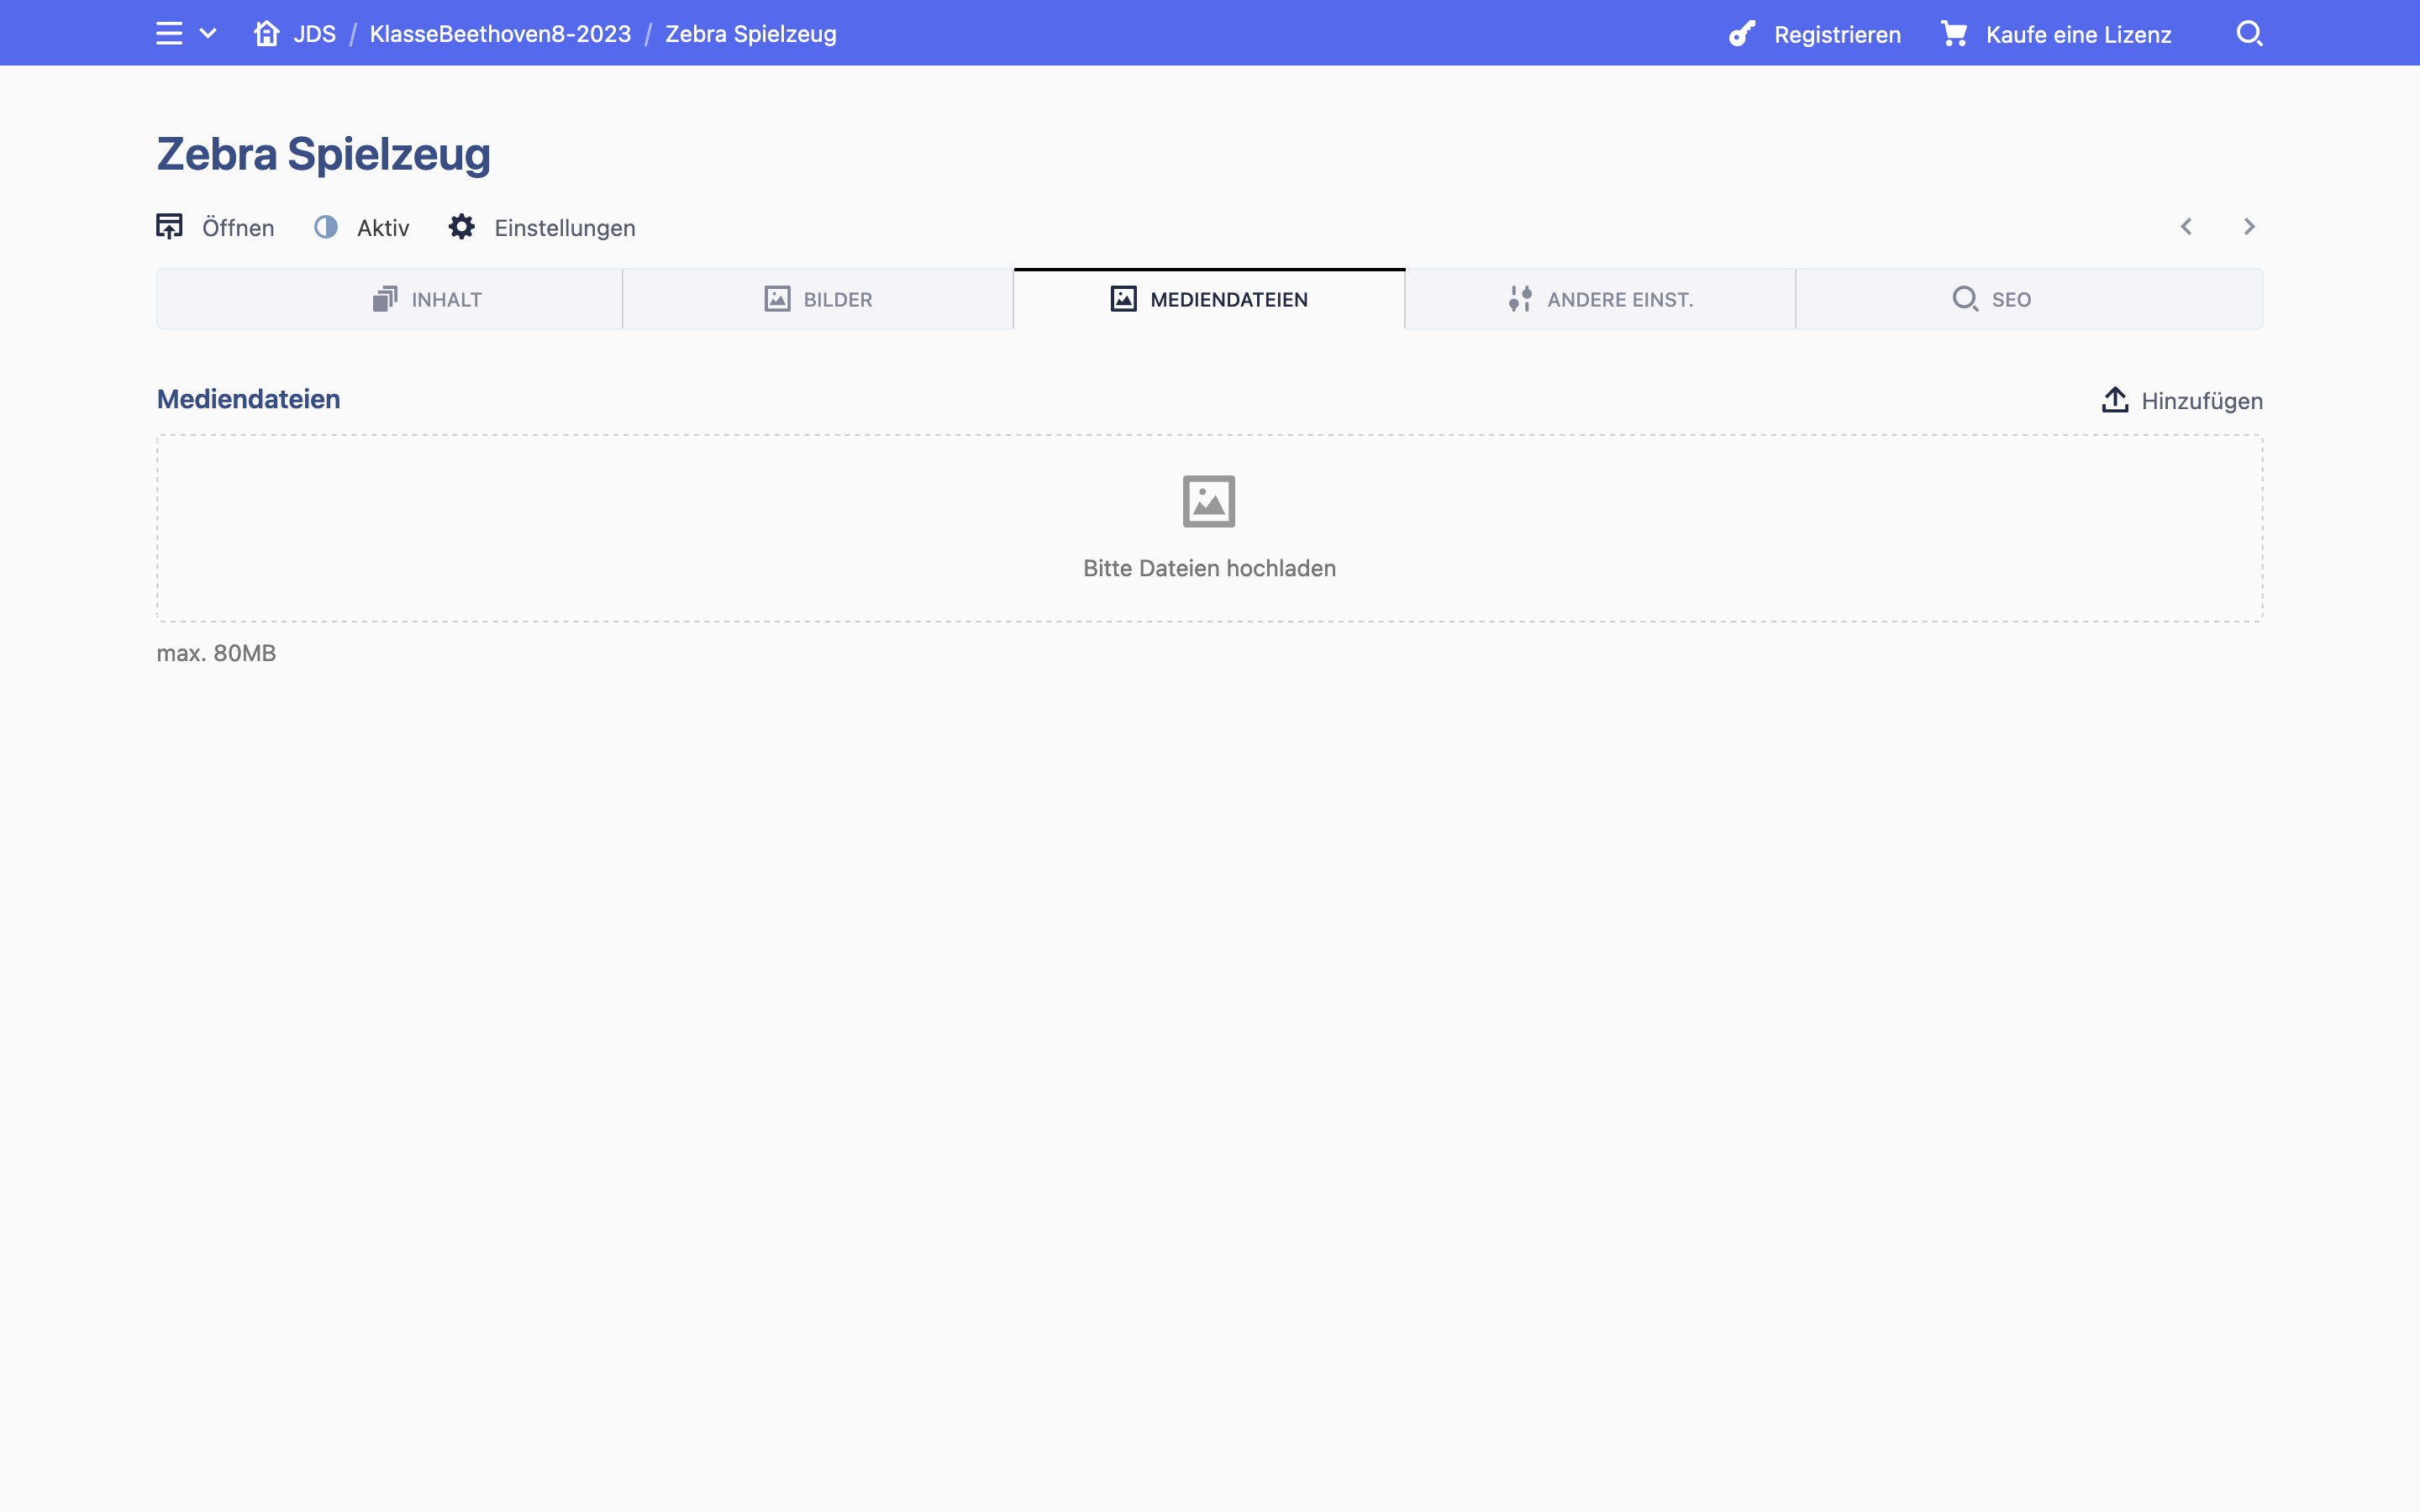 JDS / KlasseBeethoven8-2023 / Zebra Spielzeug
Registrieren Kaufe eine Lizenz
Zebra Spielzeug
Öffnen Aktiv Einstellungen
INHALT BILDER MEDIENDATEIEN ANDERE EINST. SEO
Mediendateien Hinzufügen
Bitte Dateien hochladen
max. 80MB